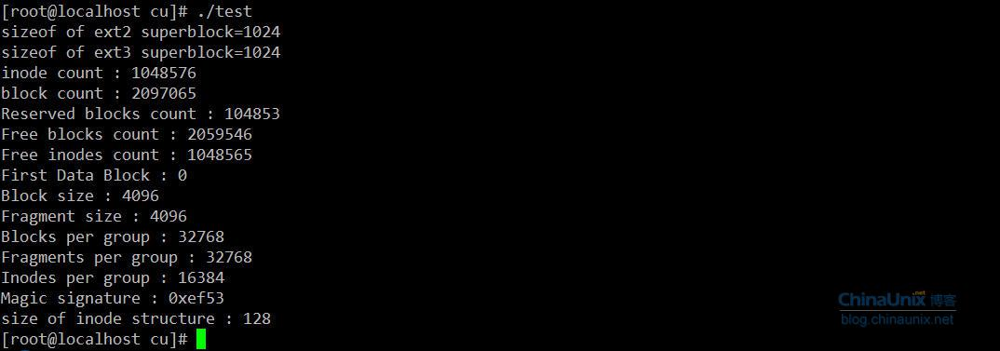 [root@localhost cu]# ./test
sizeof of ext2 superblock=1024
sizeof of ext3 superblock=1024
inode count : 1048576
block count : 2097065
Reserved blocks count : 104853
Free blocks count : 2059546
Free inodes count : 1048565
First Data Block : 0
Block size : 4096
Fragment size : 4096
Blocks per group : 32768
Fragments per group : 32768
Inodes per group : 16384
Magic signature : 0xef53
size of inode structure : 128
[root@localhost cu]#
ChinaUnix.net 博客
blog.chinaunix.net